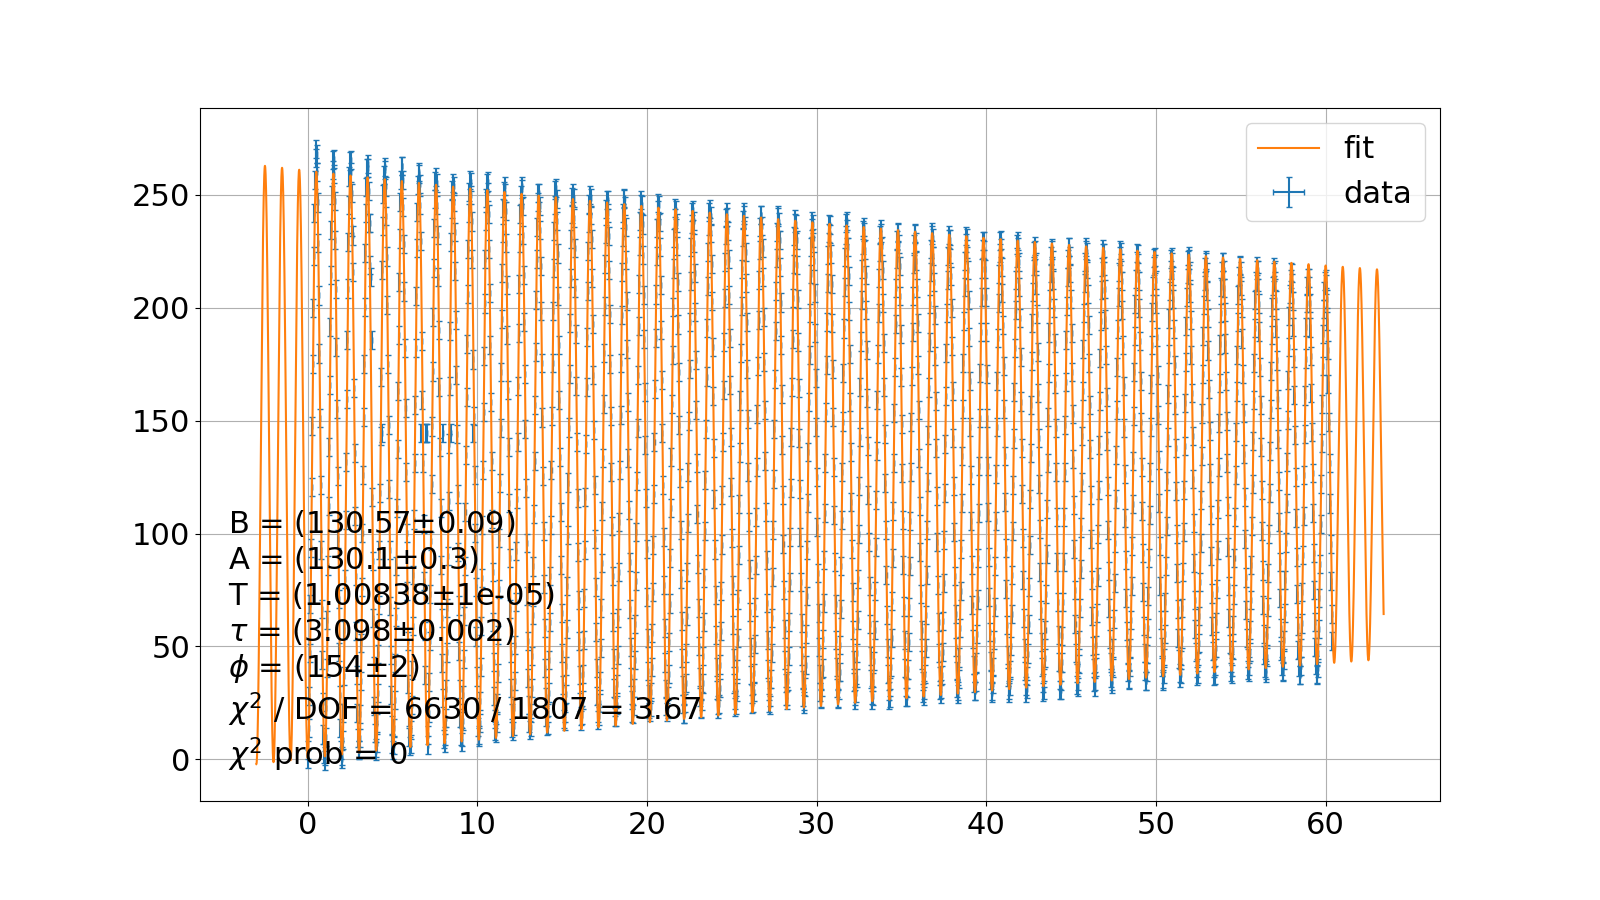 fit
data
250
200
150
100
50
0
B = (130.57±0.09)
A = (130.1±0.3)
T = (1.00838±1e-05)
τ = (3.098±0.002)
ϕ = (154±2)
χ² / DOF = 6630 / 1807 = 3.67
χ² prob = 0
0 10 20 30 40 50 60